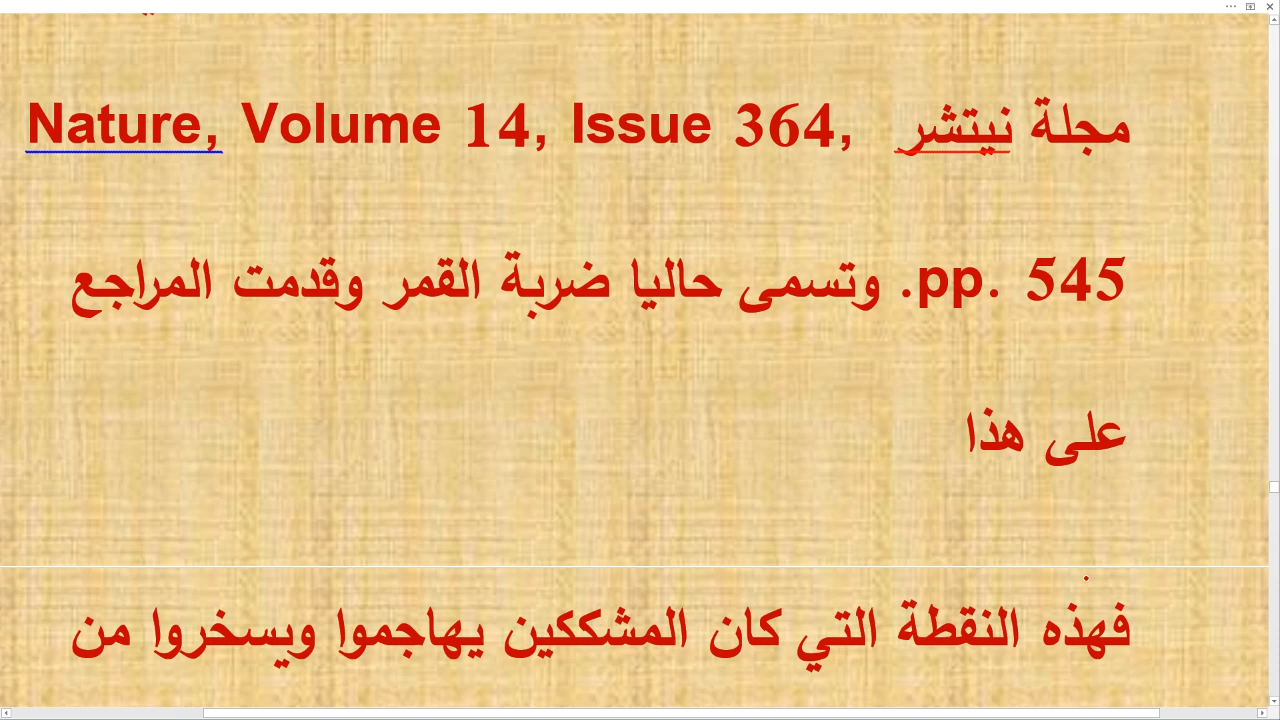 مجلة نيتشر Nature, Volume 14, Issue 364,
pp. 545. وتسمى حاليا ضربة القمر وقدمت المراجع
على هذا
فهذه النقطة التي كان المشككين يهاجموا ويسخروا من